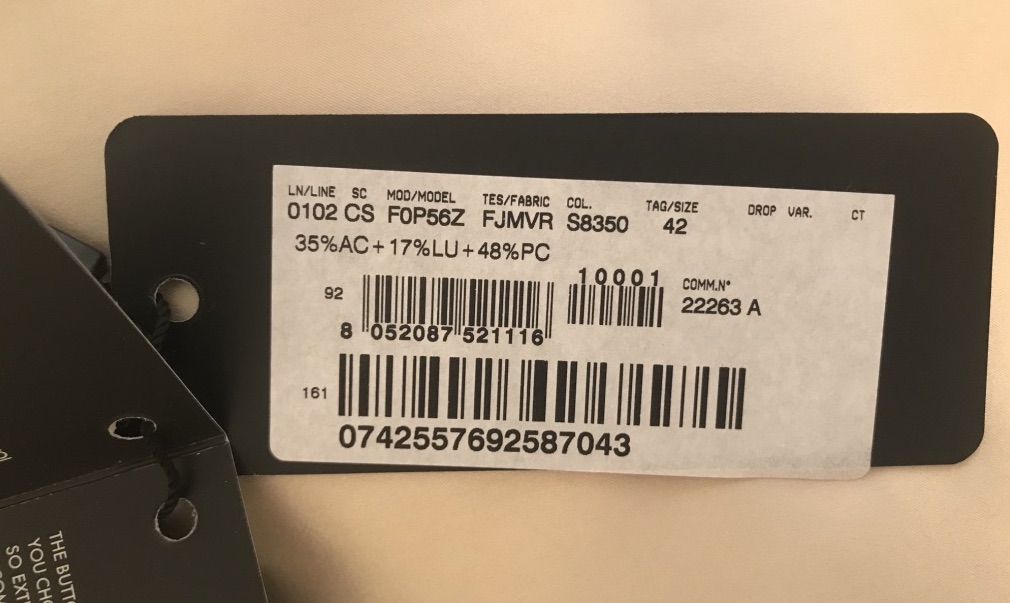 LN/LINE SC MOD/MODEL TES/FABRIC COL. TAG/SIZE DROP VAR. CT
0102 CS F0P56Z FJMVR S8350 42
35%AC+17%LU+48%PC
10001 COMM.N°
92 22263 A
8 052087 521116
161
0742557692587043
THE BUTT
YOU CHO
SO EXT